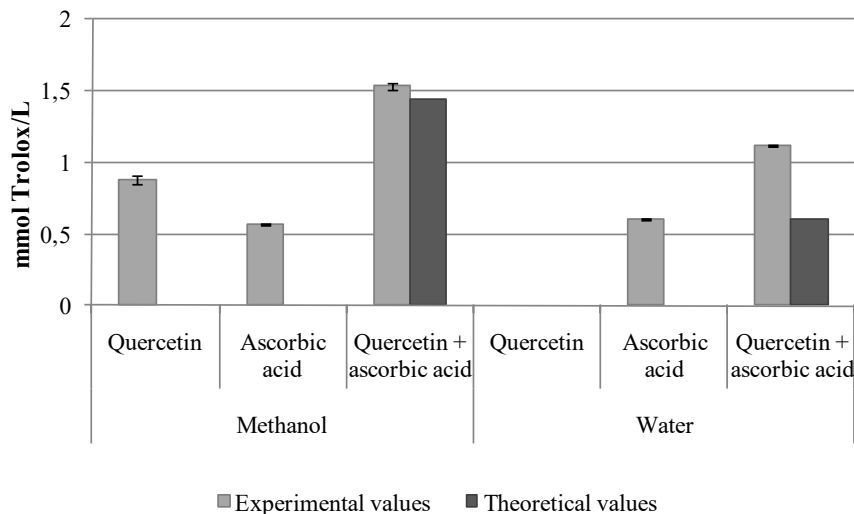 2
1,5
1
0,5
0
mmol Trolox/L
Quercetin
Ascorbic
acid
Quercetin +
ascorbic acid
Quercetin
Ascorbic
acid
Quercetin +
ascorbic acid
Methanol
Water
Experimental values
Theoretical values